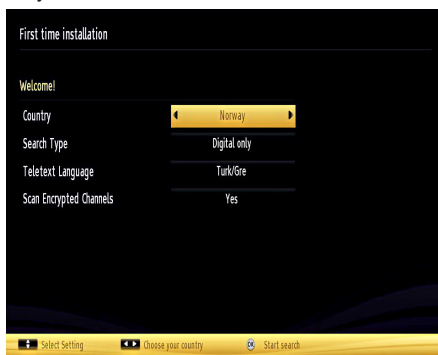 First time installation
Welcome!
Country Norway
Search Type Digital only
Teletext Language Turk/Gre
Scan Encrypted Channels Yes
Select Setting Choose your country OK Start search